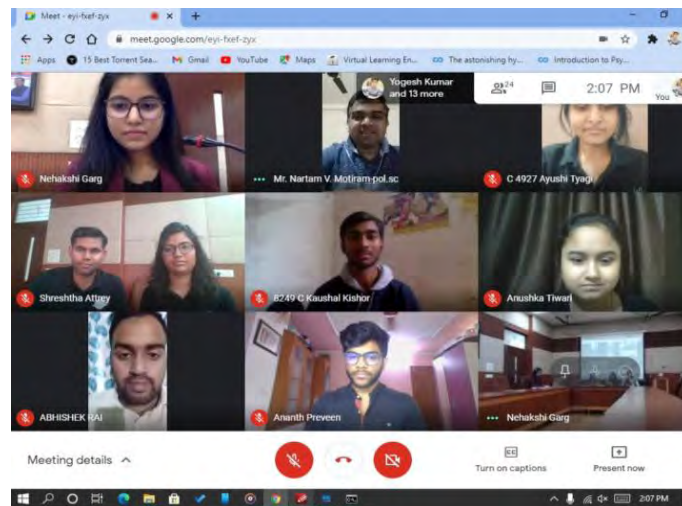 Meet - eyi-fxef-zyx
meet.google.com/eyi-fxef-zyx
Apps 15 Best Torrent Sea... Gmail YouTube Maps Virtual Learning En... The astonishing hy... Introduction to Psy...
Yogesh Kumar
and 13 more
24
2:07 PM
You
Nehakshi Garg
Mr. Nartam V. Motiram-pol.sc
C 4927 Ayushi Tyagi
Shreshtha Attrey
8249 C Kaushal Kishor
Anushka Tiwari
ABHISHEK RAI
Ananth Preveen
Nehakshi Garg
Meeting details
Turn on captions
Present now
2:07 PM